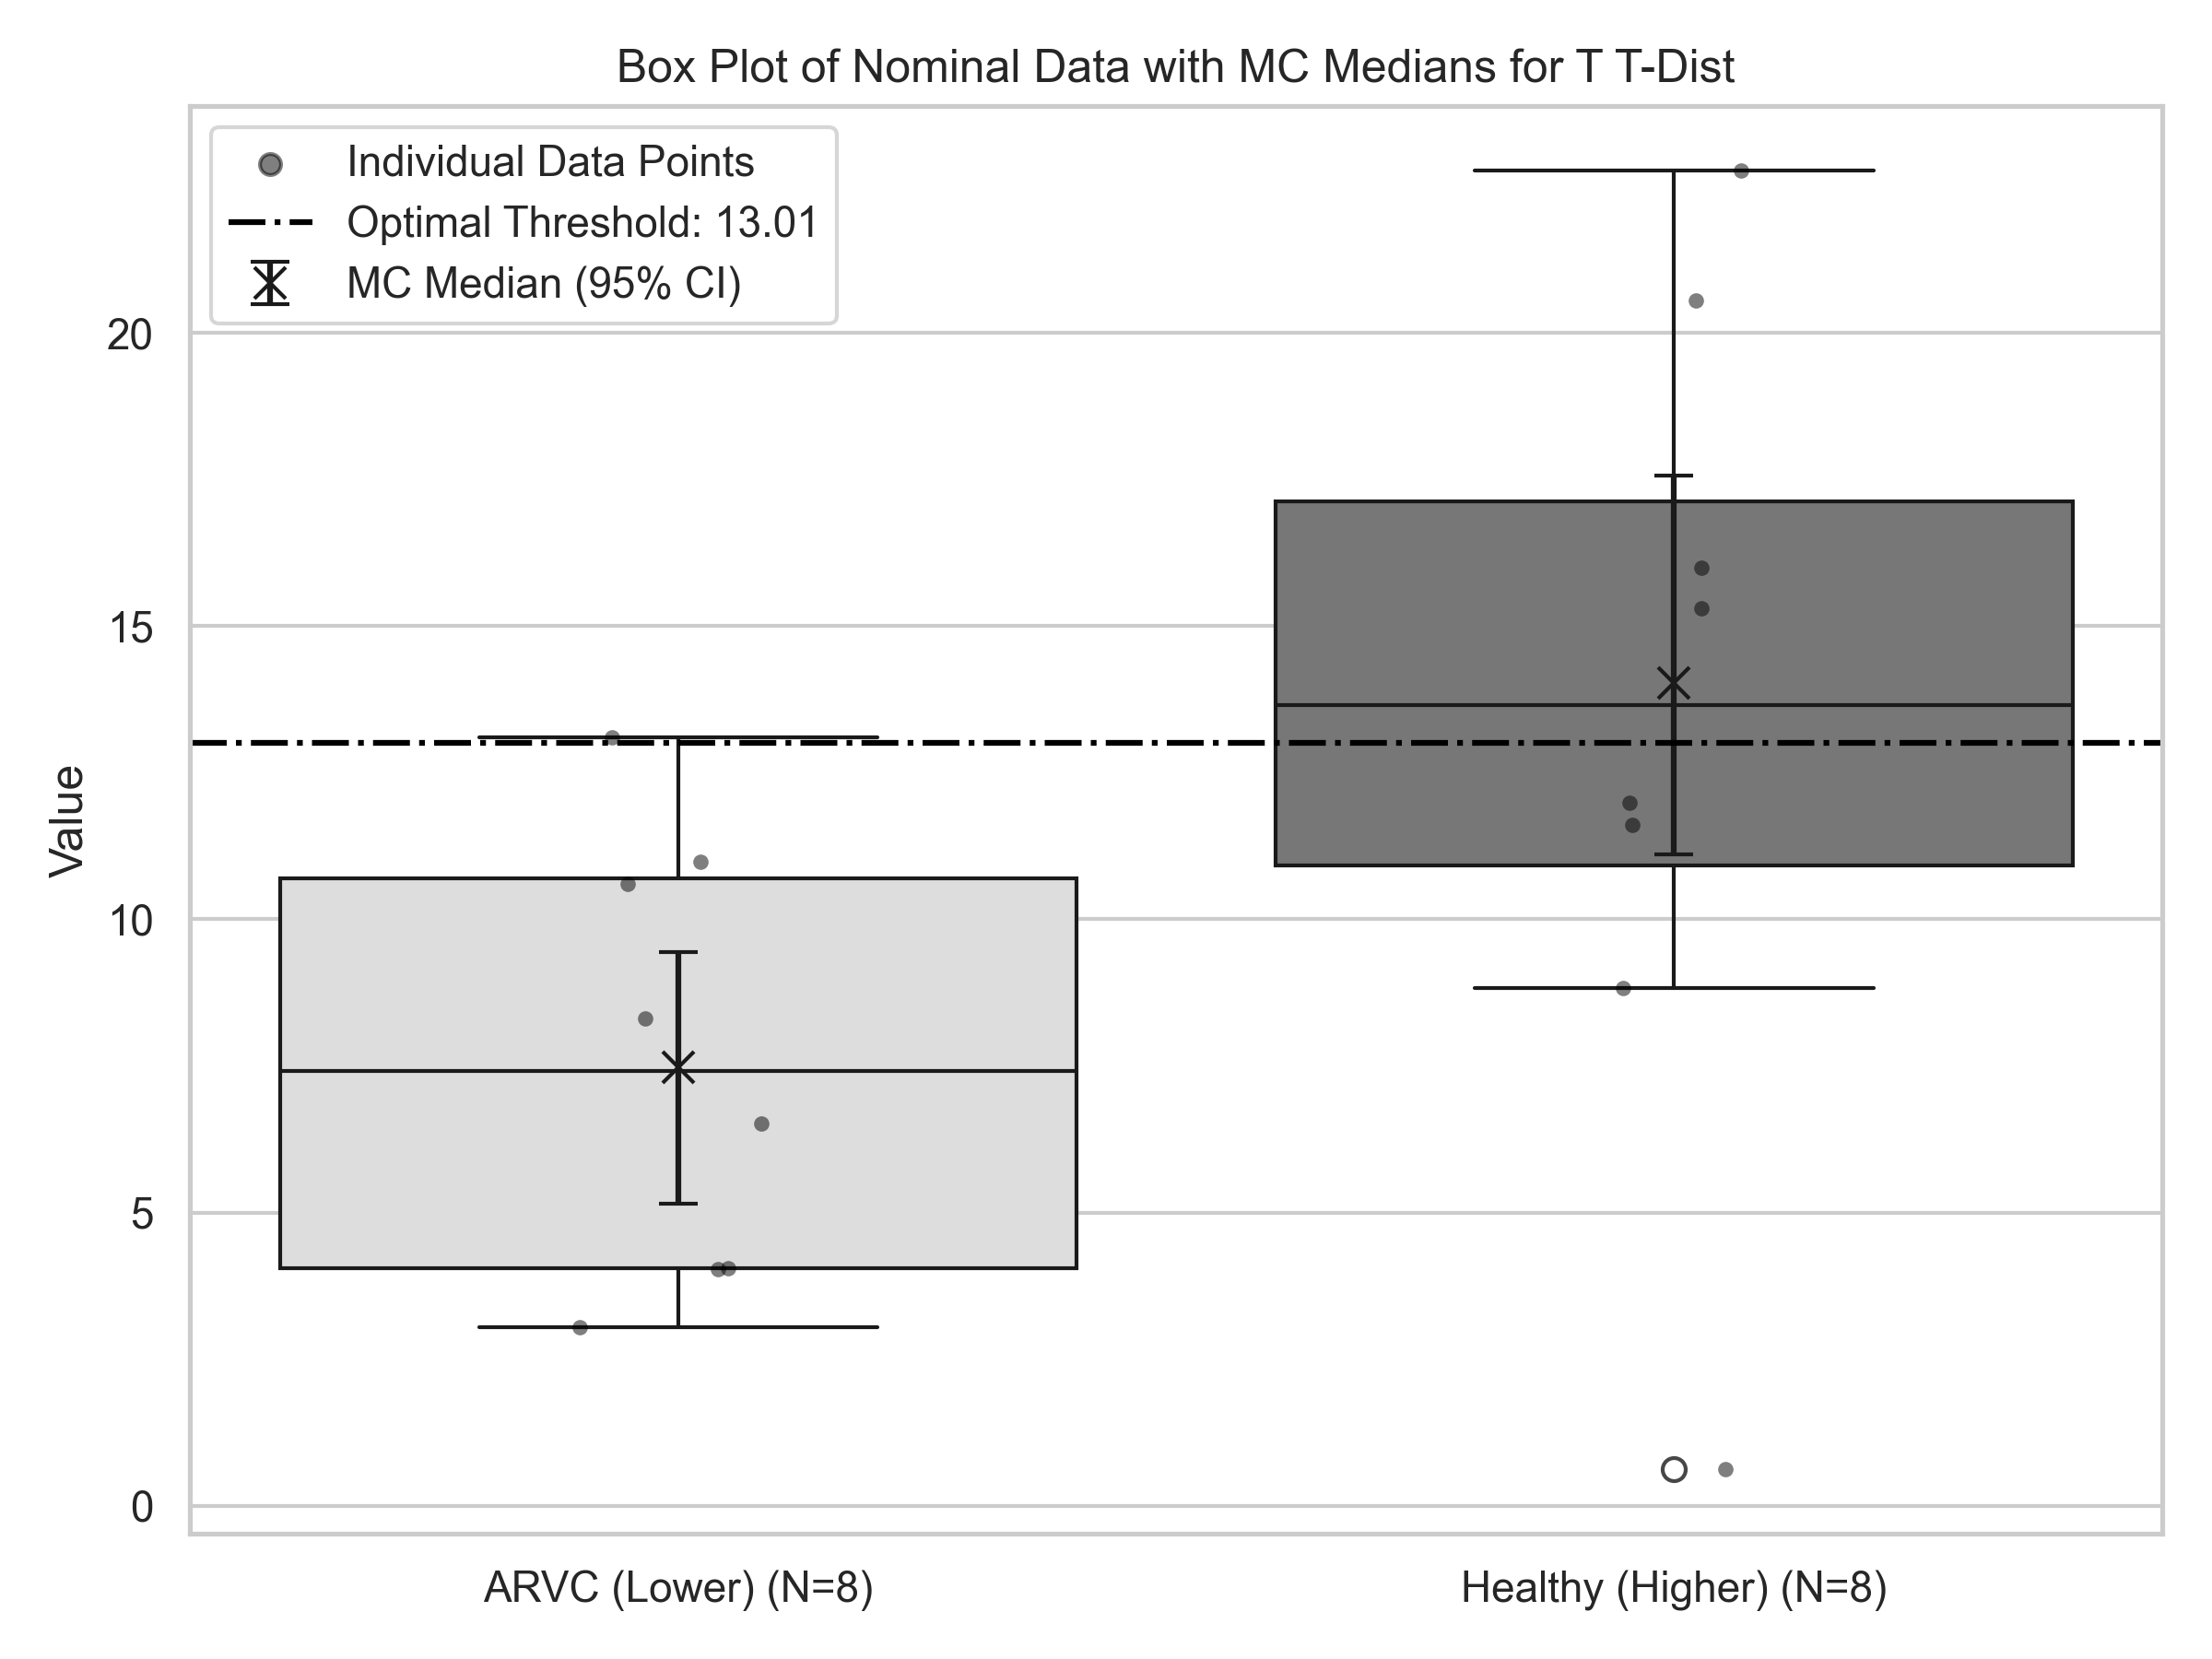 Box Plot of Nominal Data with MC Medians for T T-Dist
Individual Data Points
Optimal Threshold: 13.01
MC Median (95% CI)
Value
20
15
10
5
0
ARVC (Lower) (N=8)
Healthy (Higher) (N=8)